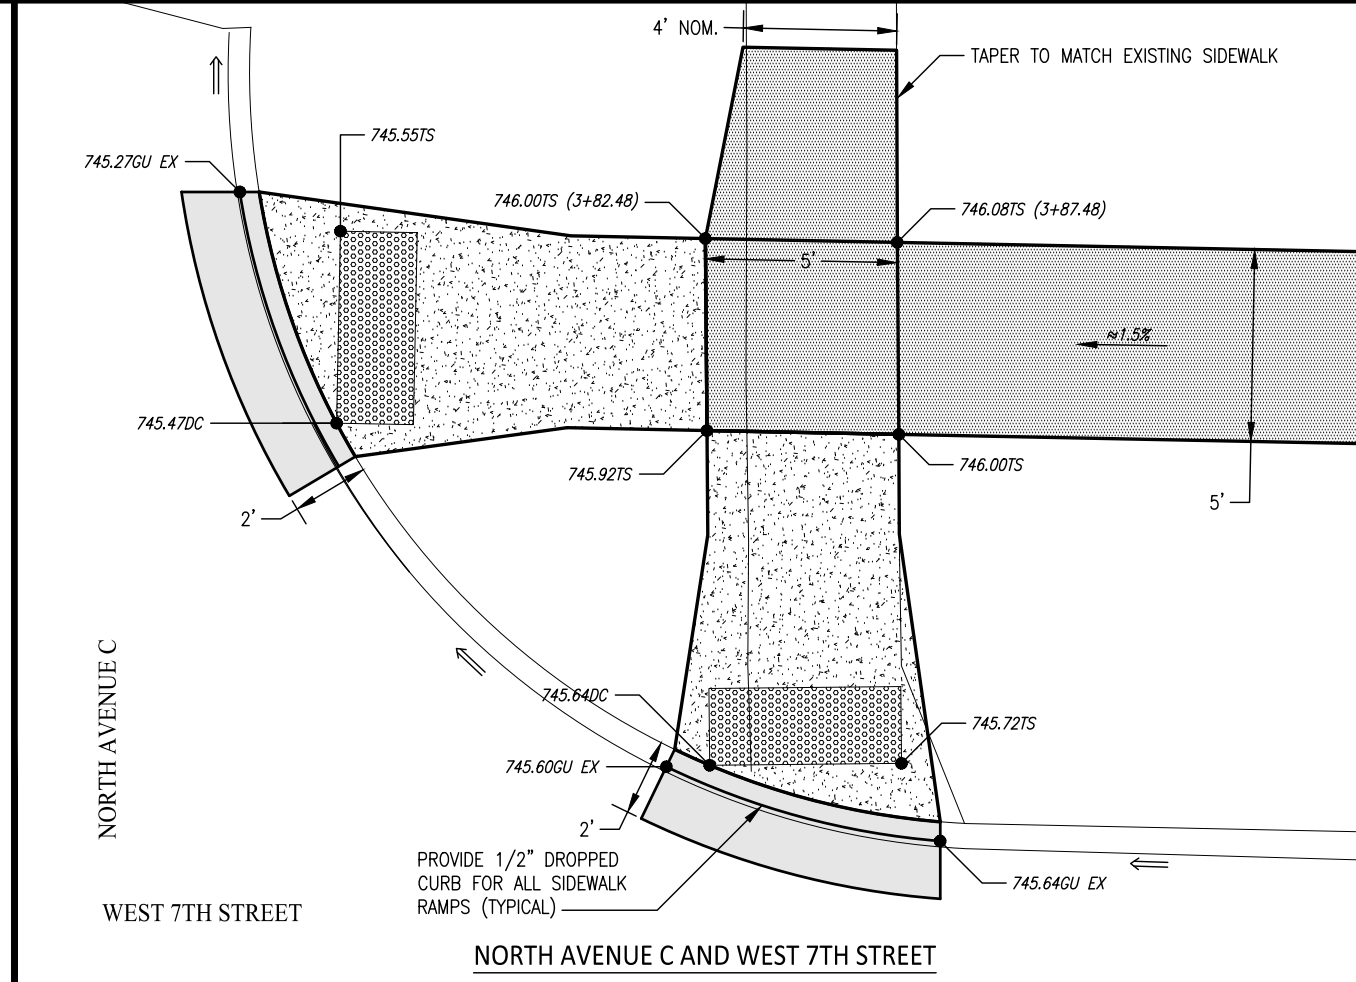 4' NOM.
TAPER TO MATCH EXISTING SIDEWALK
745.55TS
745.27GU EX
746.00TS (3+82.48)
746.08TS (3+87.48)
5'
≈1.5%
745.47DC
745.92TS
746.00TS
5'
2'
NORTH AVENUE C
745.64DC
745.72TS
745.60GU EX
2'
PROVIDE 1/2" DROPPED
CURB FOR ALL SIDEWALK
RAMPS (TYPICAL)
745.64GU EX
WEST 7TH STREET
NORTH AVENUE C AND WEST 7TH STREET